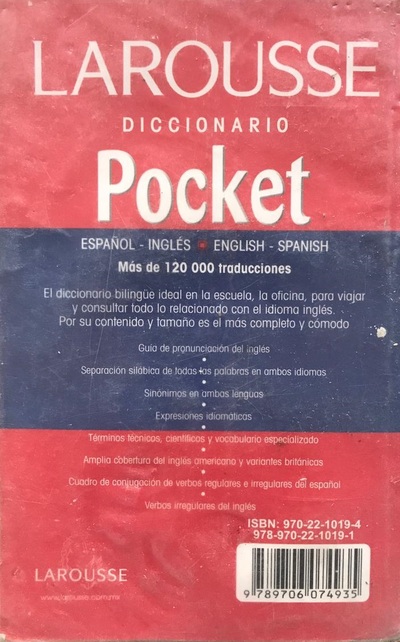 LAROUSSE
DICCIONARIO
Pocket
ESPAÑOL - INGLÉS • ENGLISH - SPANISH
Más de 120 000 traducciones
El diccionario bilingüe ideal en la escuela, la oficina, para viajar
y consultar todo lo relacionado con el idioma inglés.
Por su contenido y tamaño es el más completo y cómodo
Guía de pronunciación del inglés
•
Separación silábica de todas las palabras en ambos idiomas
•
Sinónimos en ambas lenguas
•
Expresiones idiomáticas
•
Términos técnicos, científicos y vocabulario especializado
•
Amplia cobertura del inglés americano y variantes británicas
•
Cuadro de conjugación de verbos regulares e irregulares del español
•
Verbos irregulares del inglés
ISBN: 970-22-1019-4
978-970-22-1019-1
9 789706 074935
LAROUSSE
www.larousse.com.mx